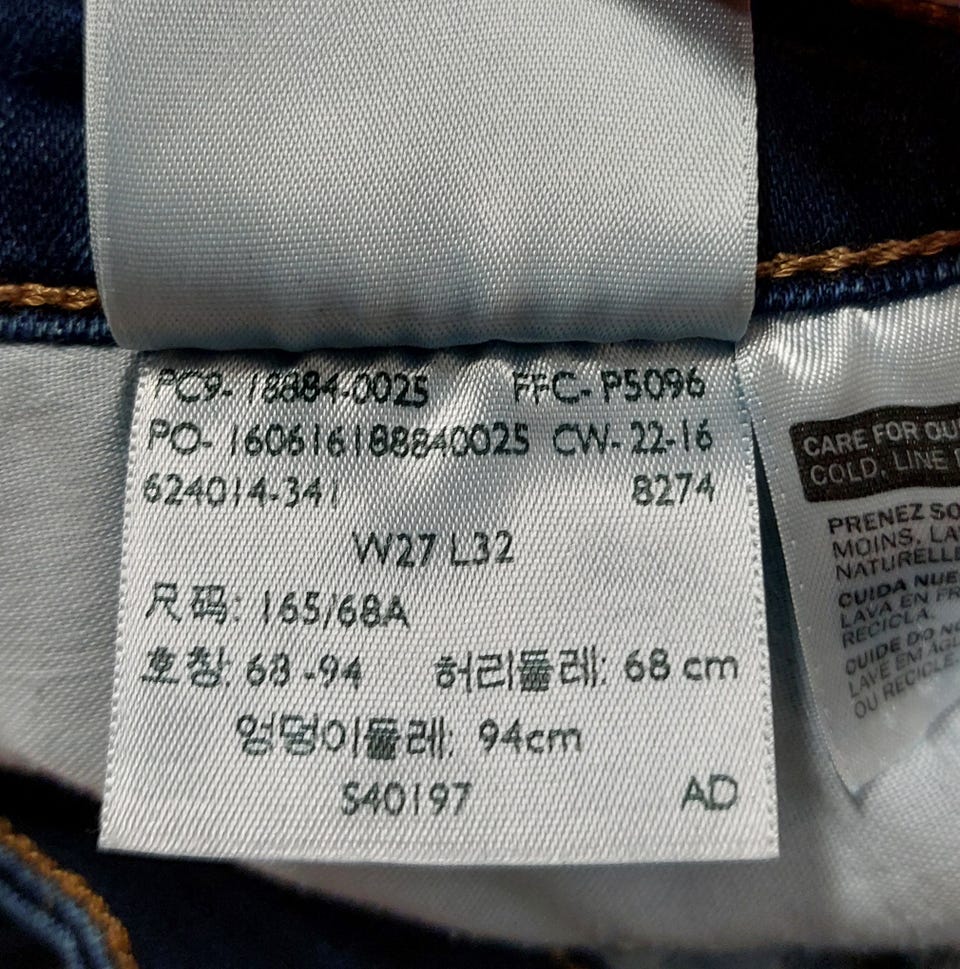 PC9-18884-0025 FFC-P5096
PO-160616188840025 CW-22-16
624014-341 8274
W27 L32
尺码: 165/68A
호칭: 68-94 허리둘레: 68 cm
엉덩이둘레: 94cm
S40197 AD
CARE FOR OU
COLD, LINE
PRENEZ SO
MOINS, LA
NATURELLE
CUIDA NUE
LAVA EN FR
RECICLA.
CUIDE DO N
LAVE EM ÁG
OU RECICLE